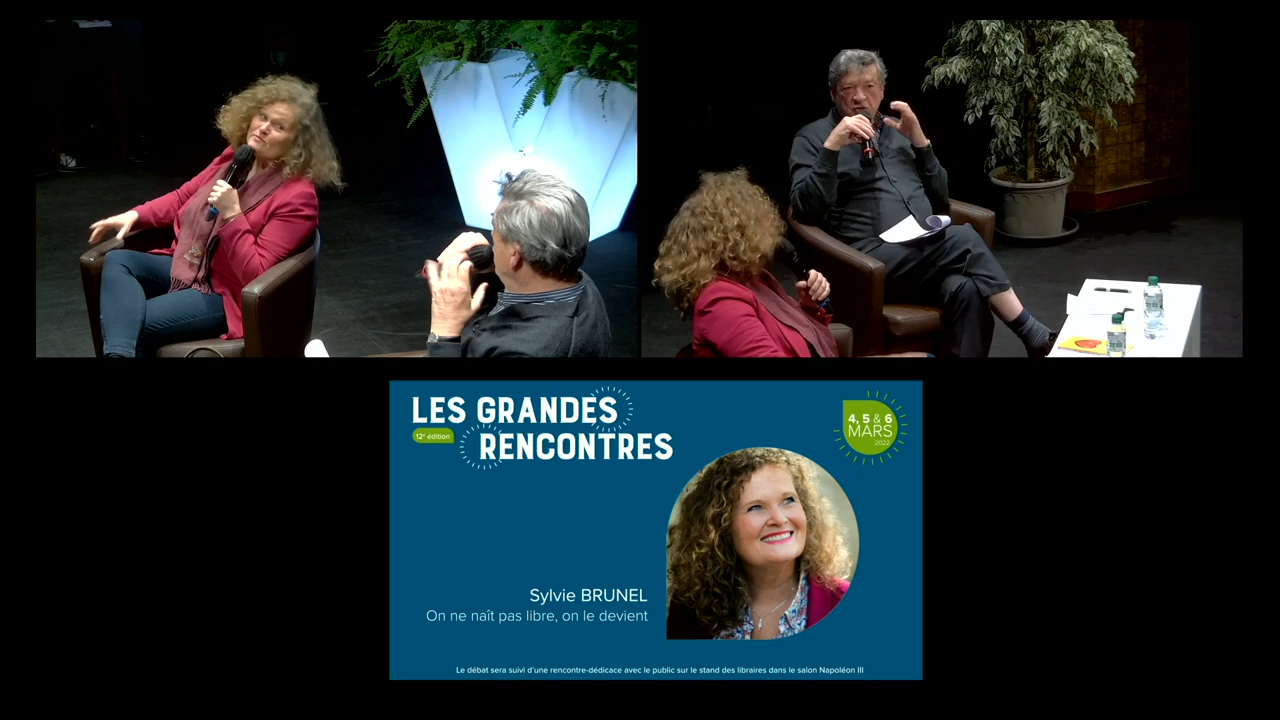 LES GRANDES
RENCONTRES
12e édition
4, 5 & 6
MARS
2022
Sylvie BRUNEL
On ne naît pas libre, on le devient
Le débat sera suivi d'une rencontre-dédicace avec le public sur le stand des libraires dans le salon Napoléon III